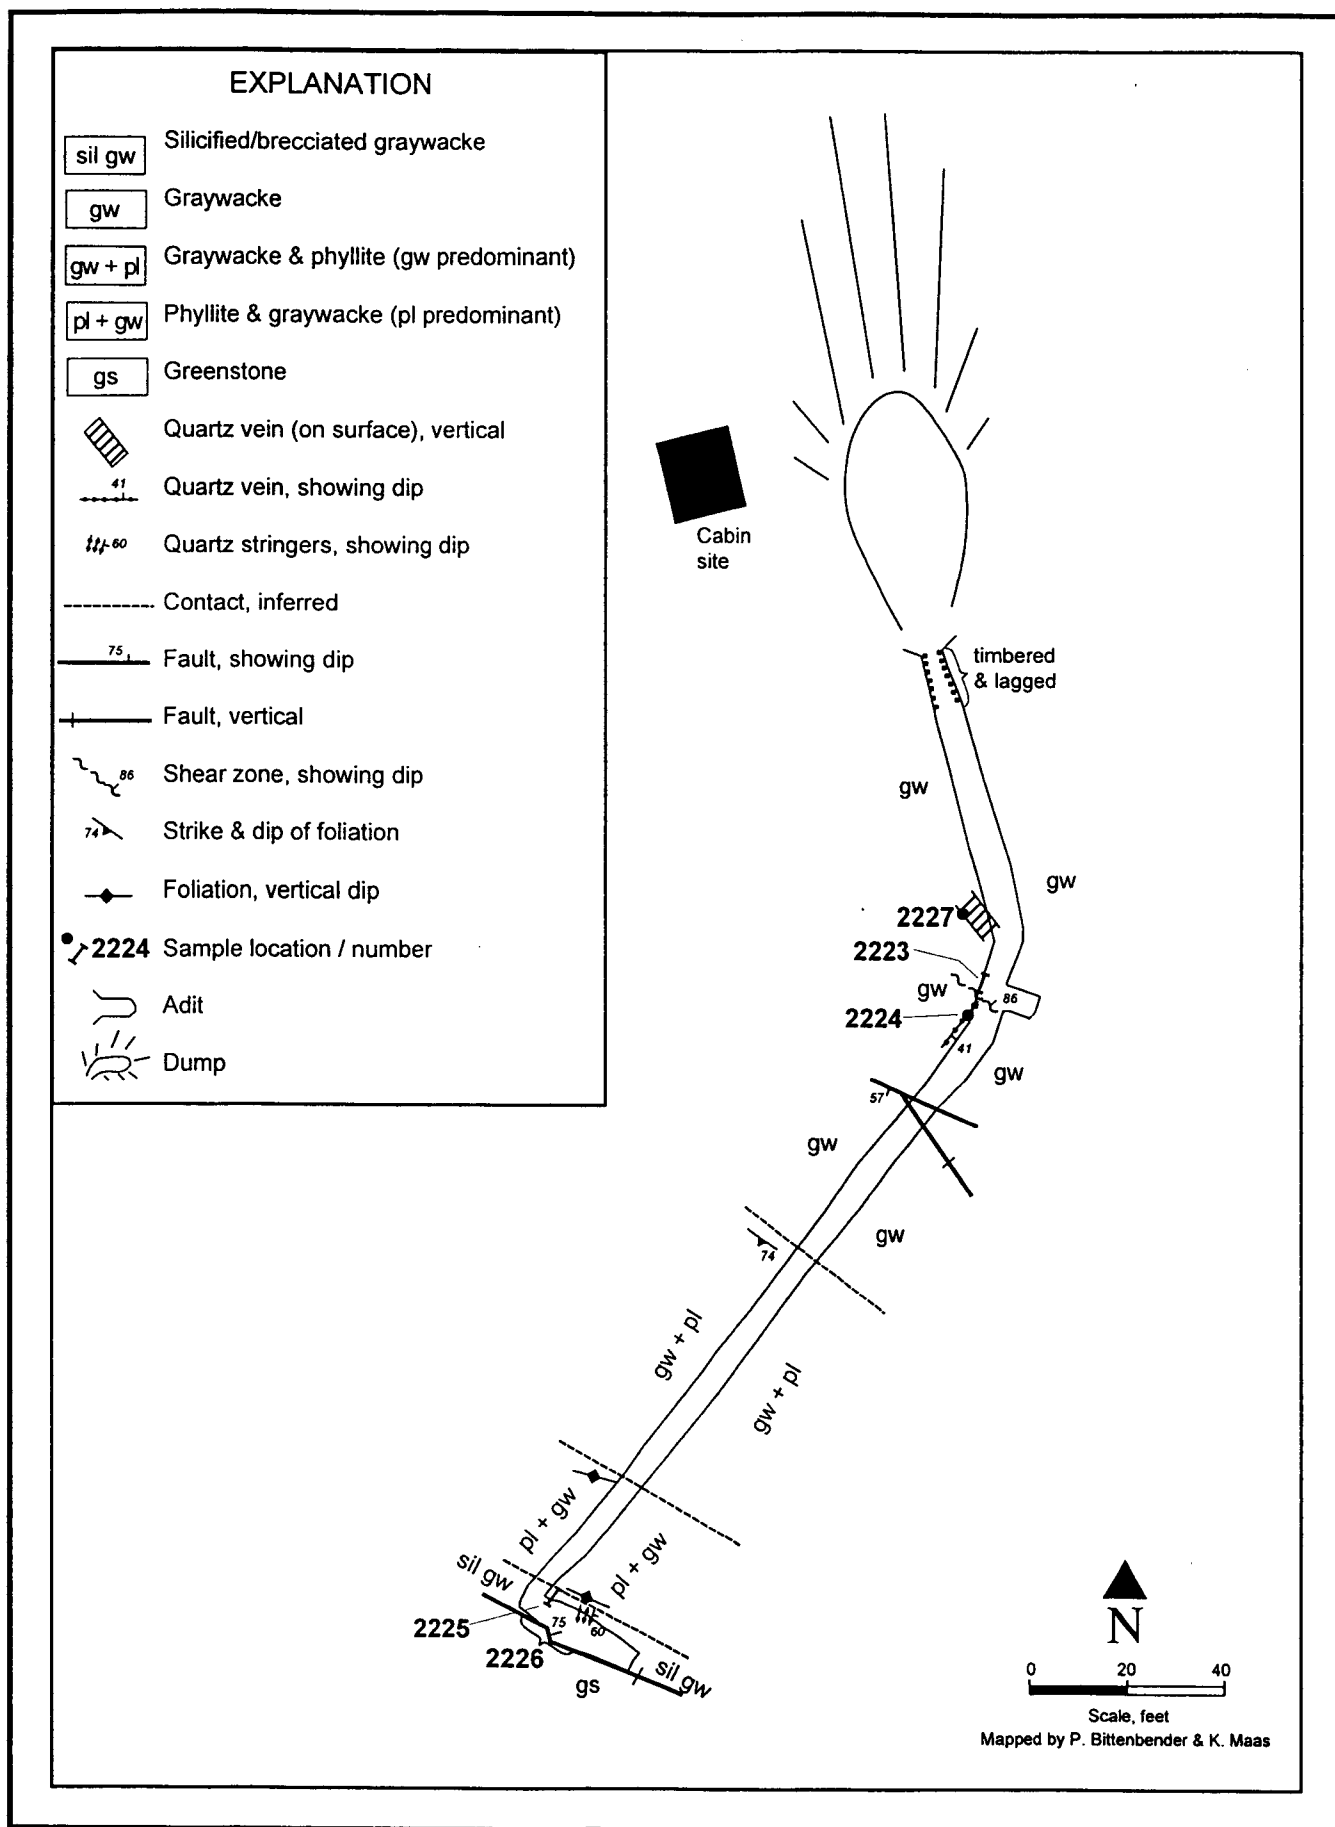 EXPLANATION
sil gw Silicified/brecciated graywacke
gw Graywacke
gw + pl Graywacke & phyllite (gw predominant)
pl + gw Phyllite & graywacke (pl predominant)
gs Greenstone
Quartz vein (on surface), vertical
41 Quartz vein, showing dip
60 Quartz stringers, showing dip
Contact, inferred
75 Fault, showing dip
Fault, vertical
86 Shear zone, showing dip
74 Strike & dip of foliation
Foliation, vertical dip
2224 Sample location / number
Adit
Dump
Cabin
site
timbered
& lagged
gw
gw
2227
2223
gw
86
2224
41
gw
57
gw
gw
74
gw + pl
gw + pl
pl + gw
pl + gw
sil gw
2225
75
60
2226
sil gw
gs
N
0 20 40
Scale, feet
Mapped by P. Bittenbender & K. Maas